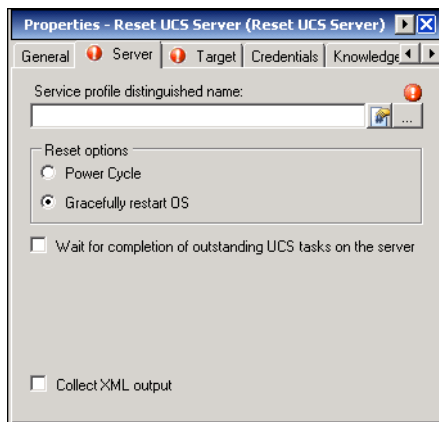 Properties - Reset UCS Server (Reset UCS Server)
General Server Target Credentials Knowledge
Service profile distinguished name:
...
Reset options
Power Cycle
Gracefully restart OS
Wait for completion of outstanding UCS tasks on the server
Collect XML output